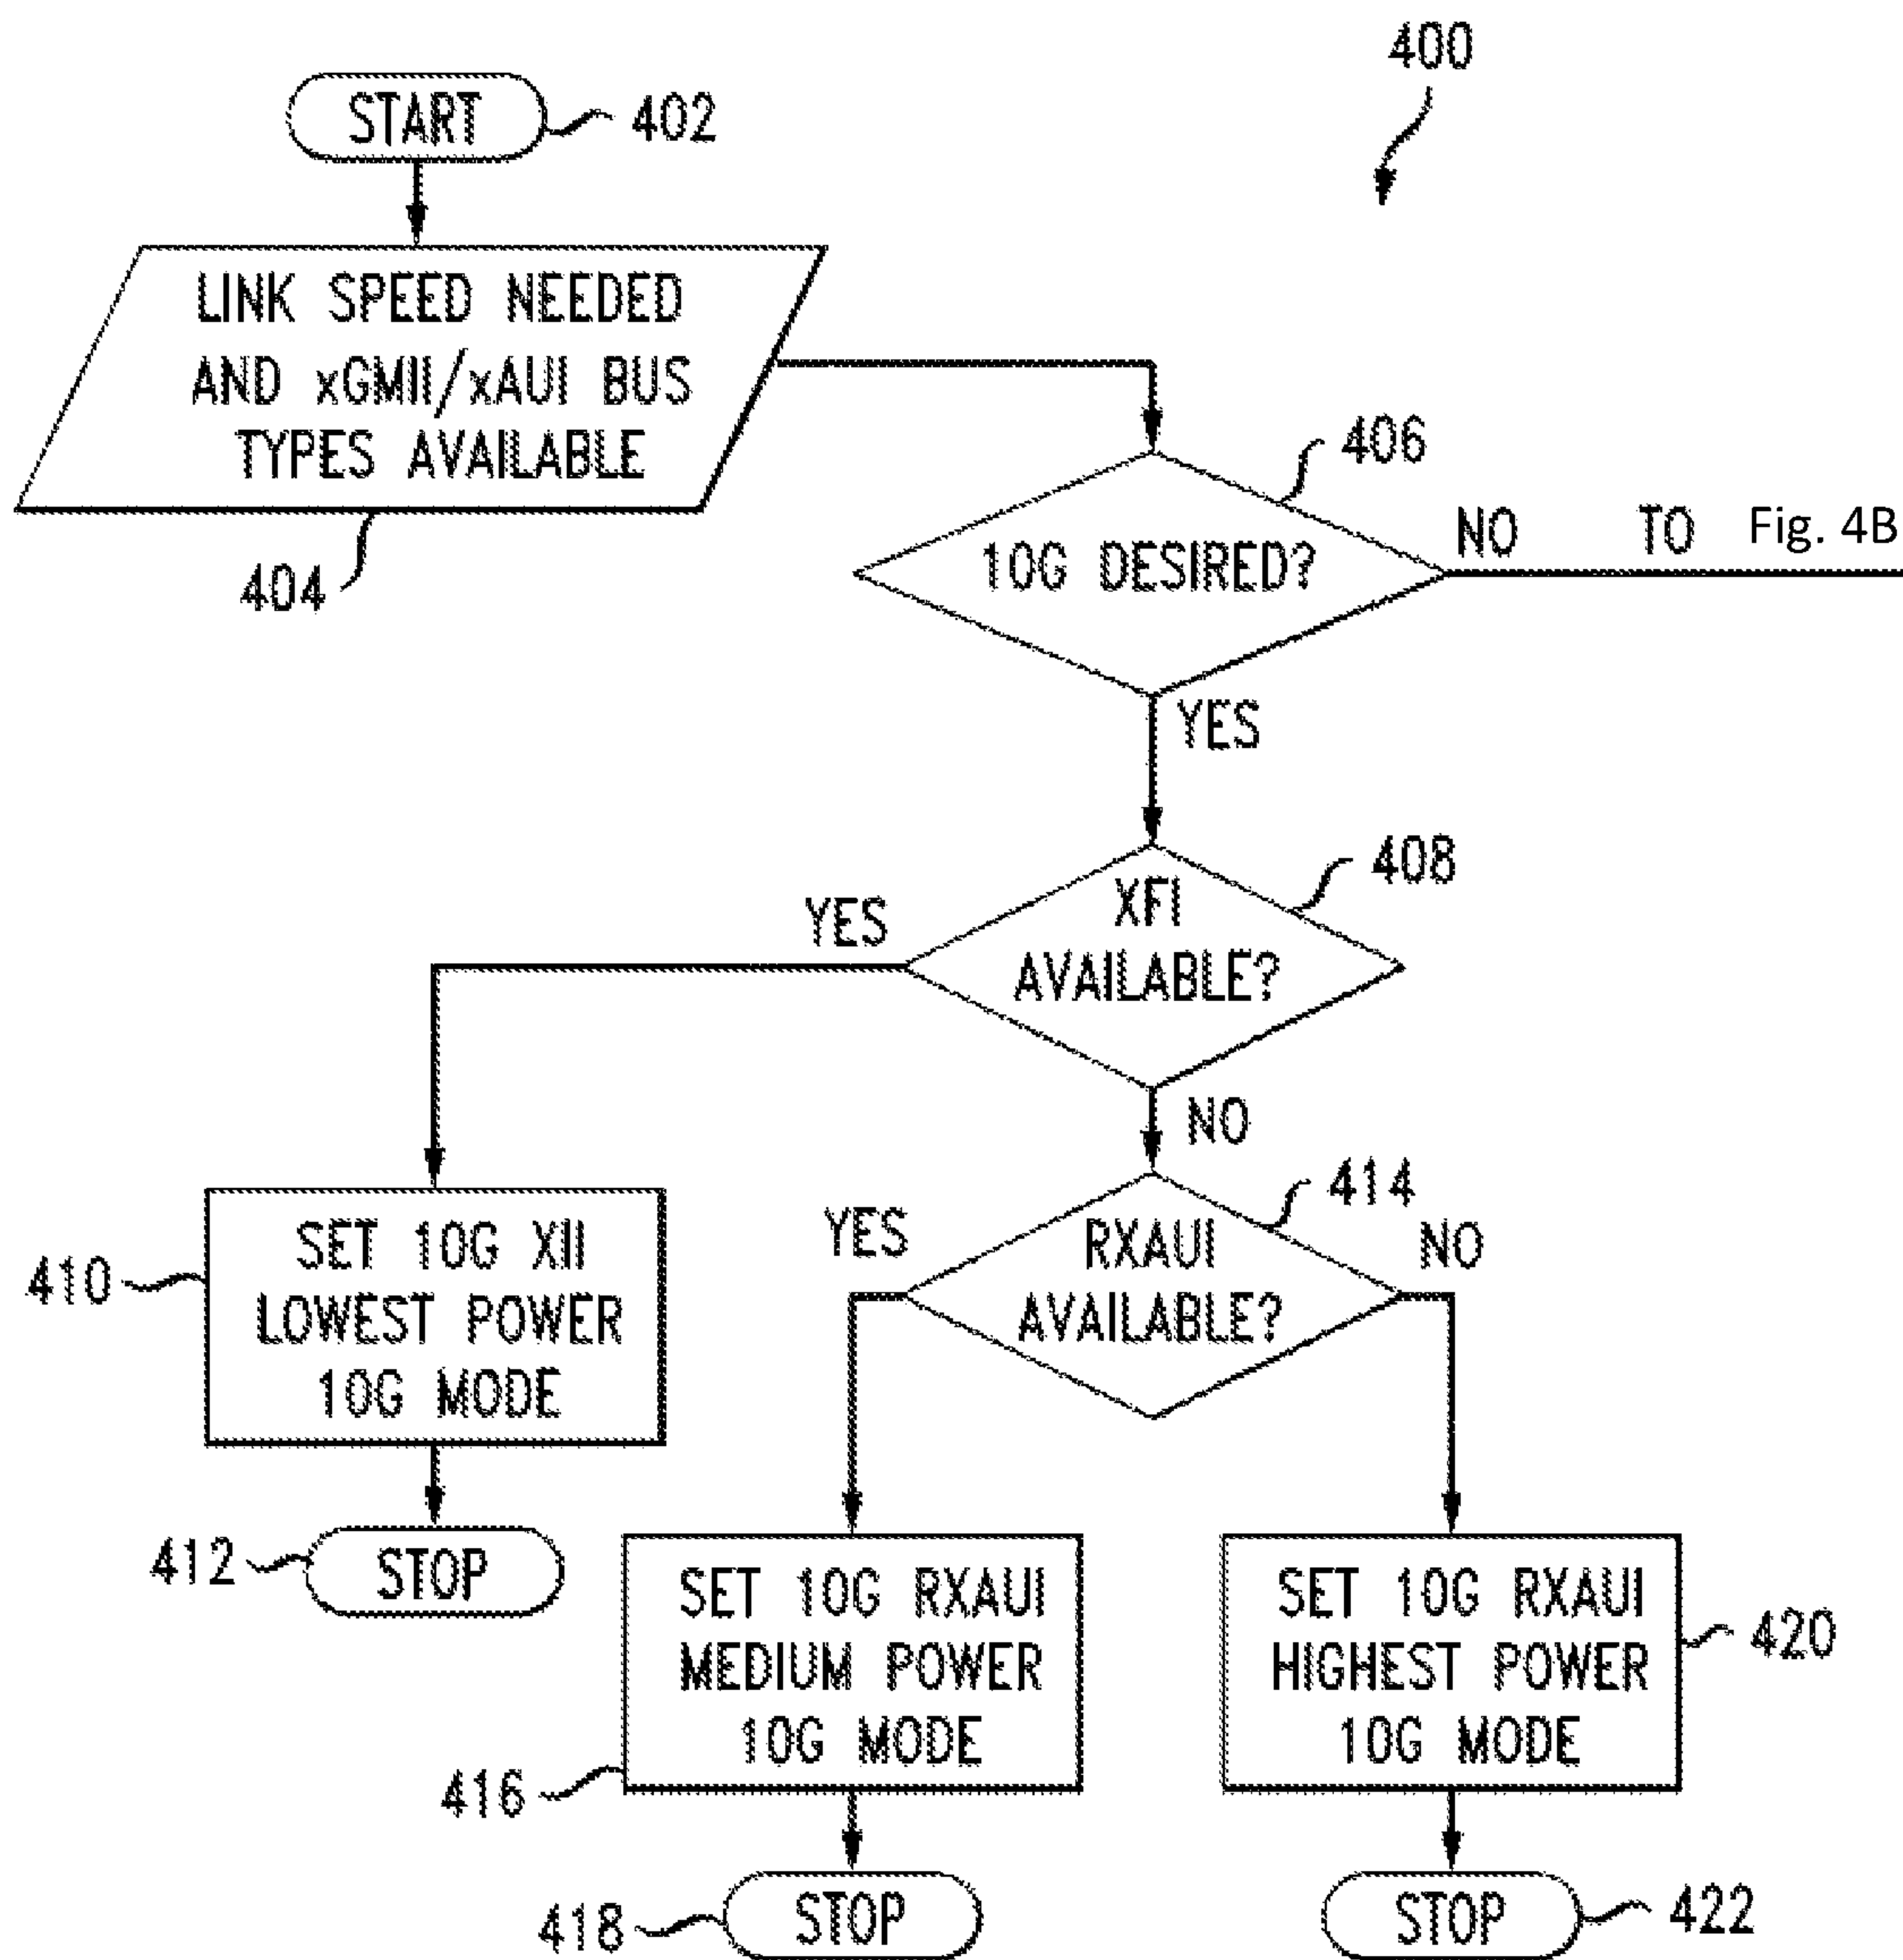 400
START
402
LINK SPEED NEEDED
AND xGMII/xAUI BUS
TYPES AVAILABLE
404
406
10G DESIRED?
NO TO Fig. 4B
YES
408
XFI
AVAILABLE?
YES
NO
410
SET 10G XII
LOWEST POWER
10G MODE
412
STOP
414
RXAUI
AVAILABLE?
YES
NO
416
SET 10G RXAUI
MEDIUM POWER
10G MODE
418
STOP
SET 10G RXAUI
HIGHEST POWER
10G MODE
420
STOP
422